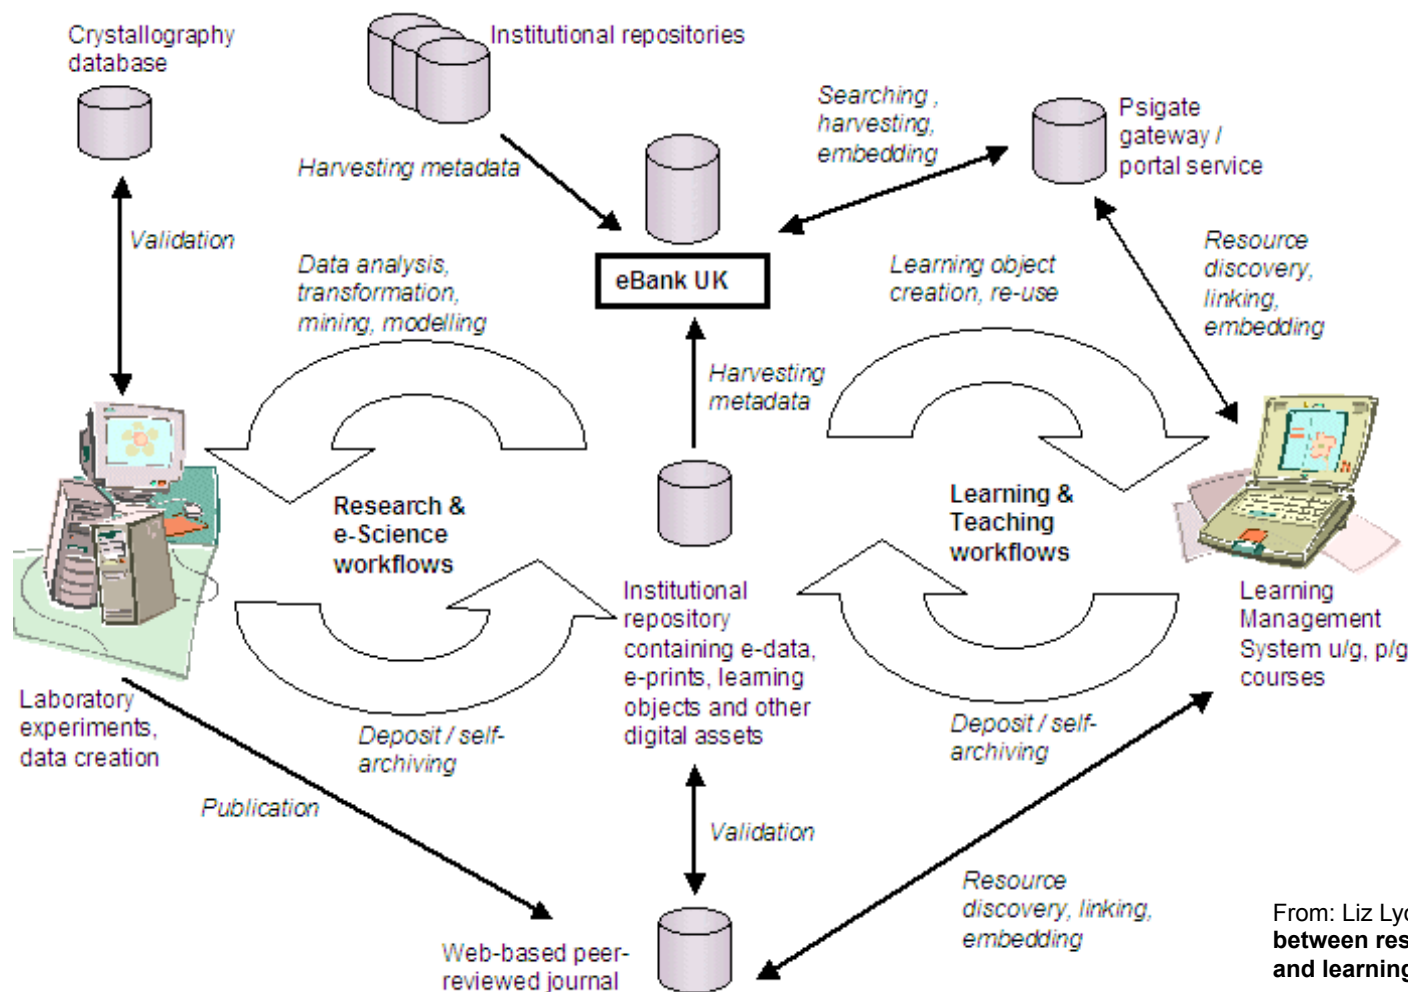 Crystallography
database
Institutional repositories
Searching ,
harvesting,
embedding
Psigate
gateway /
portal service
Harvesting metadata
Validation
Data analysis,
transformation,
mining, modelling
eBank UK
Learning object
creation, re-use
Resource
discovery,
linking,
embedding
Harvesting
metadata
Research &
e-Science
workflows
Learning &
Teaching
workflows
Institutional
repository
containing e-data,
e-prints, learning
objects and other
digital assets
Learning
Management
System u/g, p/g
courses
Laboratory
experiments,
data creation
Deposit / self-
archiving
Deposit / self-
archiving
Publication
Validation
Resource
discovery, linking,
embedding
Web-based peer-
reviewed journal
From: Liz
between
and learning